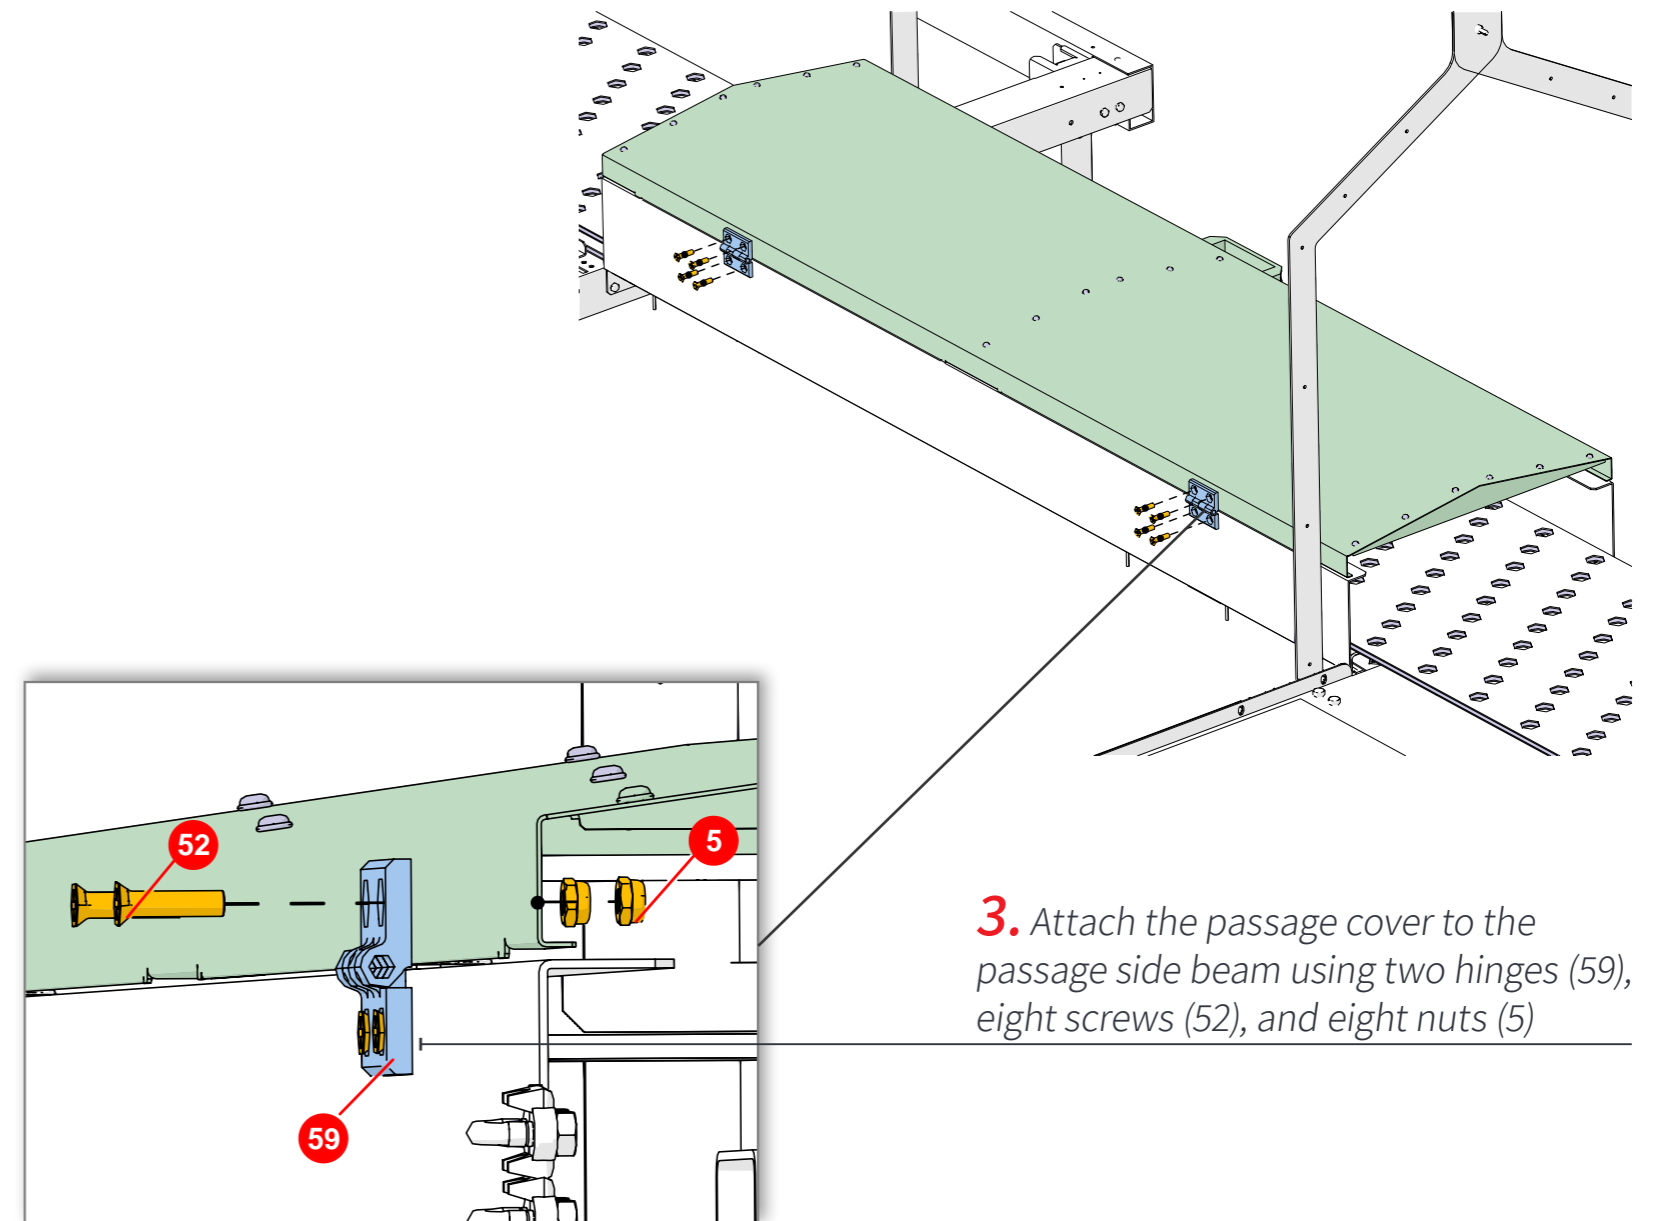 52
5
59
3. Attach the passage cover to the
passage side beam using two hinges (59),
eight screws (52), and eight nuts (5)